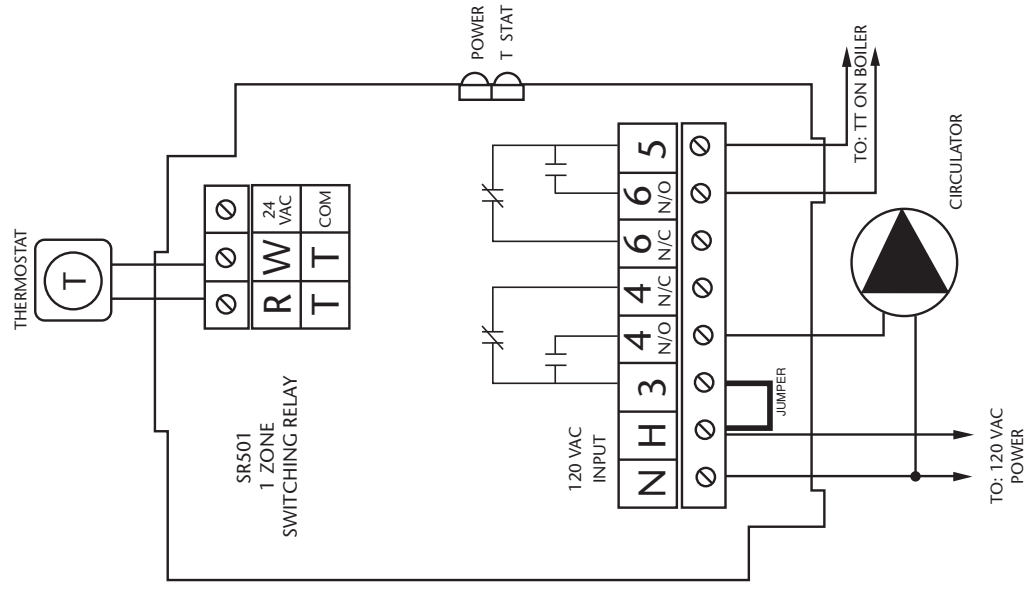 THERMOSTAT
T
R
W
24
VAC
T
T
COM
SR501
1 ZONE
SWITCHING RELAY
POWER
T STAT
120 VAC
INPUT
N
H
3
4
N/O
4
N/C
6
N/C
6
N/O
5
JUMPER
TO: TT ON BOILER
CIRCULATOR
TO: 120 VAC
POWER